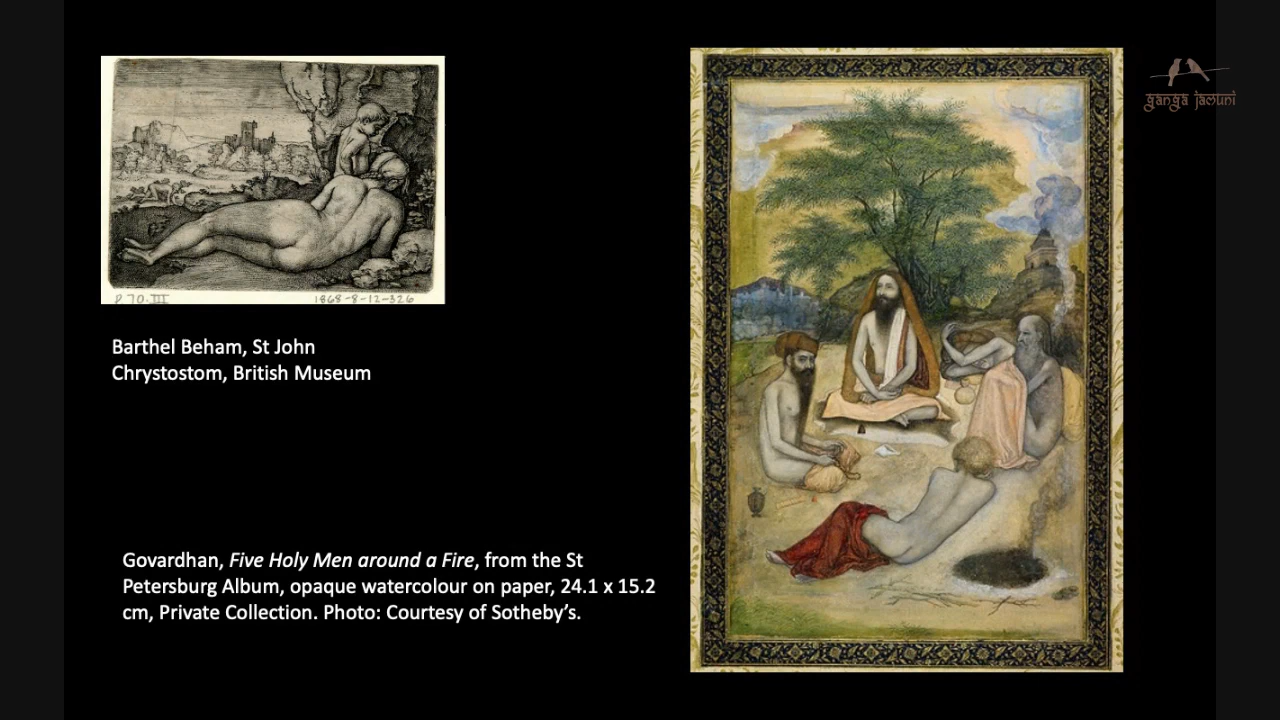 ganga jamuni
P.70.III
1868-8-12-326
Barthel Beham, St John
Chrystostom, British Museum
Govardhan, Five Holy Men around a Fire, from the St
Petersburg Album, opaque watercolour on paper, 24.1 x 15.2
cm, Private Collection. Photo: Courtesy of Sotheby’s.